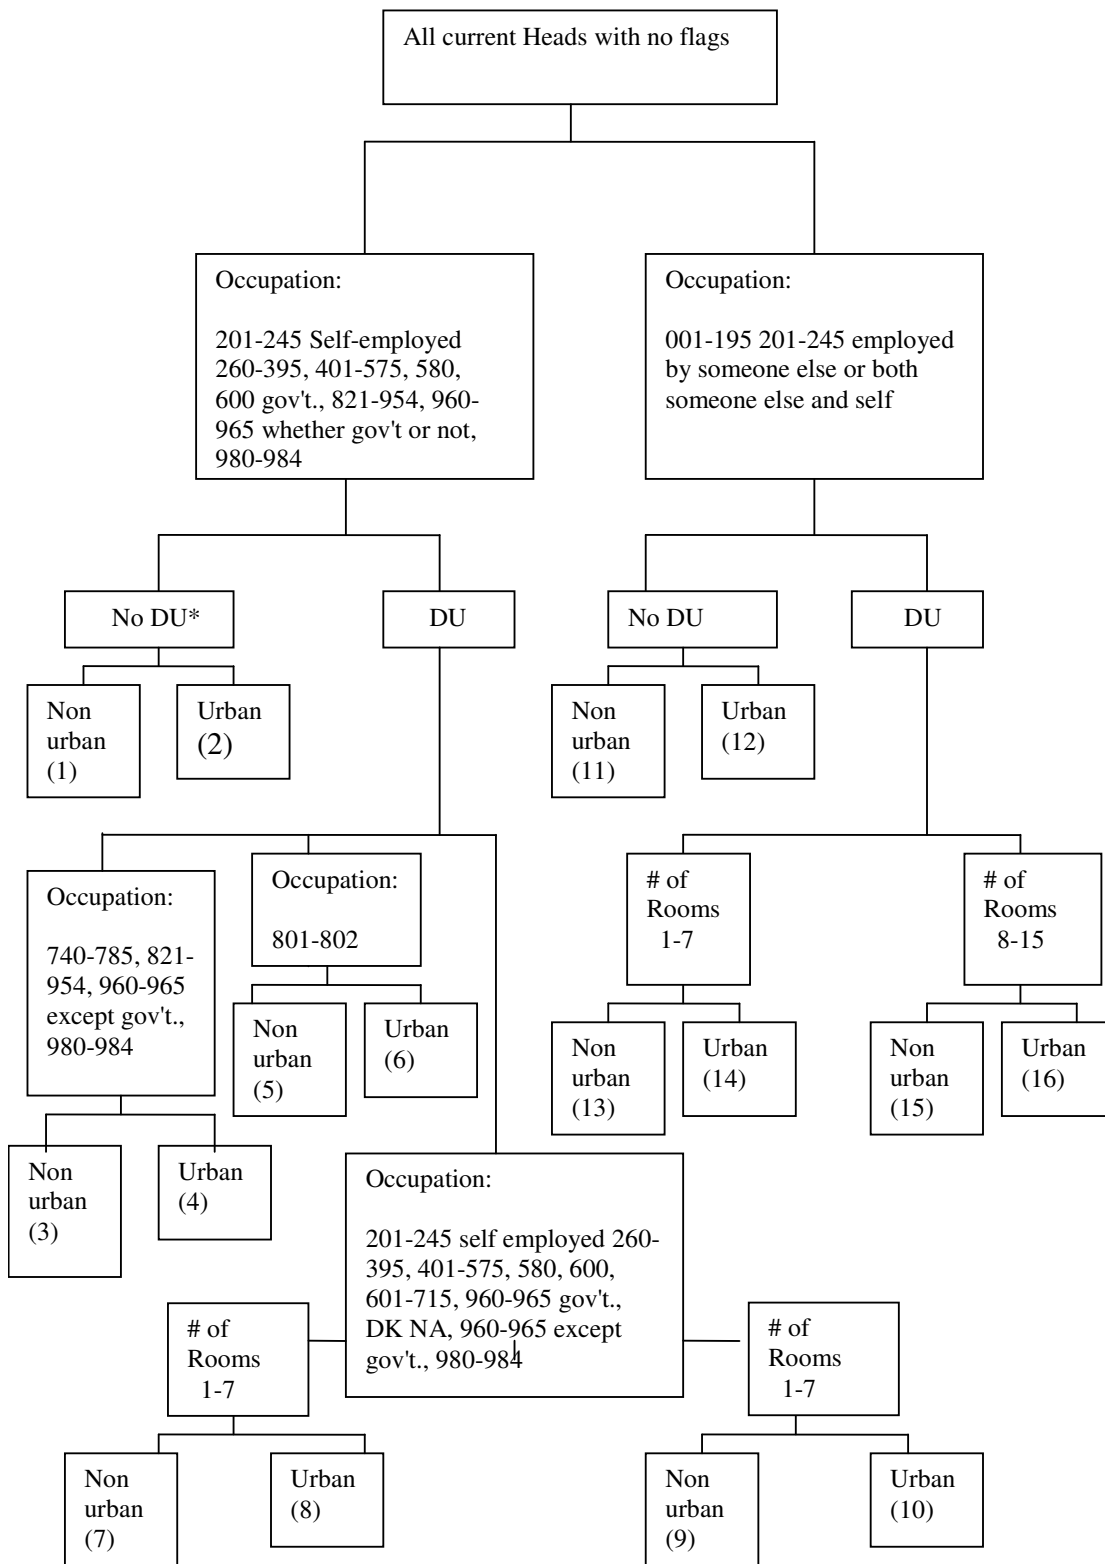 All current Heads with no flags
Occupation:
201-245 Self-employed
260-395, 401-575, 580,
600 gov't., 821-954, 960-
965 whether gov't or not,
980-984
Occupation:
001-195 201-245 employed
by someone else or both
someone else and self
No DU*
DU
No DU
DU
Non
urban
(1)
Urban
(2)
Non
urban
(11)
Urban
(12)
Occupation:
740-785, 821-
954, 960-965
except gov't.,
980-984
Occupation:
801-802
# of
Rooms
1-7
# of
Rooms
8-15
Non
urban
(5)
Urban
(6)
Non
urban
(13)
Urban
(14)
Non
urban
(15)
Urban
(16)
Non
urban
(3)
Urban
(4)
Occupation:
201-245 self employed 260-
395, 401-575, 580, 600,
601-715, 960-965 gov't.,
DK NA, 960-965 except
gov't., 980-984
# of
Rooms
1-7
# of
Rooms
1-7
Non
urban
(7)
Urban
(8)
Non
urban
(9)
Urban
(10)